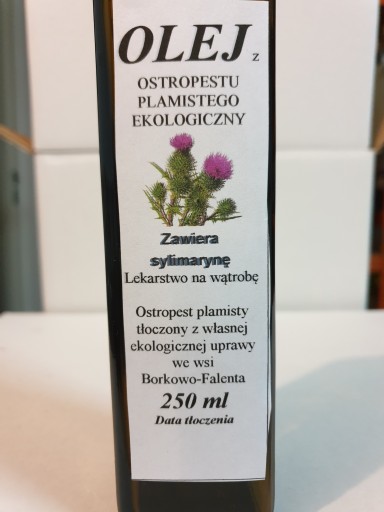 OLEJ z
OSTROPESTU
PLAMISTEGO
EKOLOGICZNY
Zawiera
sylimarynę
Lekarstwo na wątrobę
Ostropest plamisty
tłoczony z własnej
ekologicznej uprawy
we wsi
Borkowo-Falenta
250 ml
Data tłoczenia